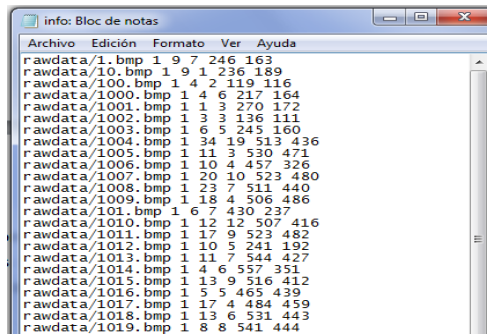 info: Bloc de notas
Archivo Edición Formato Ver Ayuda
rawdata/1.bmp 1 9 7 246 163
rawdata/10.bmp 1 9 1 236 189
rawdata/100.bmp 1 4 2 119 116
rawdata/1000.bmp 1 4 6 217 164
rawdata/1001.bmp 1 1 3 270 172
rawdata/1002.bmp 1 3 3 136 111
rawdata/1003.bmp 1 6 5 245 160
rawdata/1004.bmp 1 34 19 513 436
rawdata/1005.bmp 1 11 3 530 471
rawdata/1006.bmp 1 10 4 457 326
rawdata/1007.bmp 1 20 10 523 480
rawdata/1008.bmp 1 23 7 511 440
rawdata/1009.bmp 1 18 4 506 486
rawdata/101.bmp 1 6 7 430 237
rawdata/1010.bmp 1 12 12 507 416
rawdata/1011.bmp 1 17 9 523 482
rawdata/1012.bmp 1 10 5 241 192
rawdata/1013.bmp 1 11 7 544 427
rawdata/1014.bmp 1 4 6 557 351
rawdata/1015.bmp 1 13 9 516 412
rawdata/1016.bmp 1 5 5 465 439
rawdata/1017.bmp 1 17 4 484 459
rawdata/1018.bmp 1 13 6 531 443
rawdata/1019.bmp 1 8 8 541 444